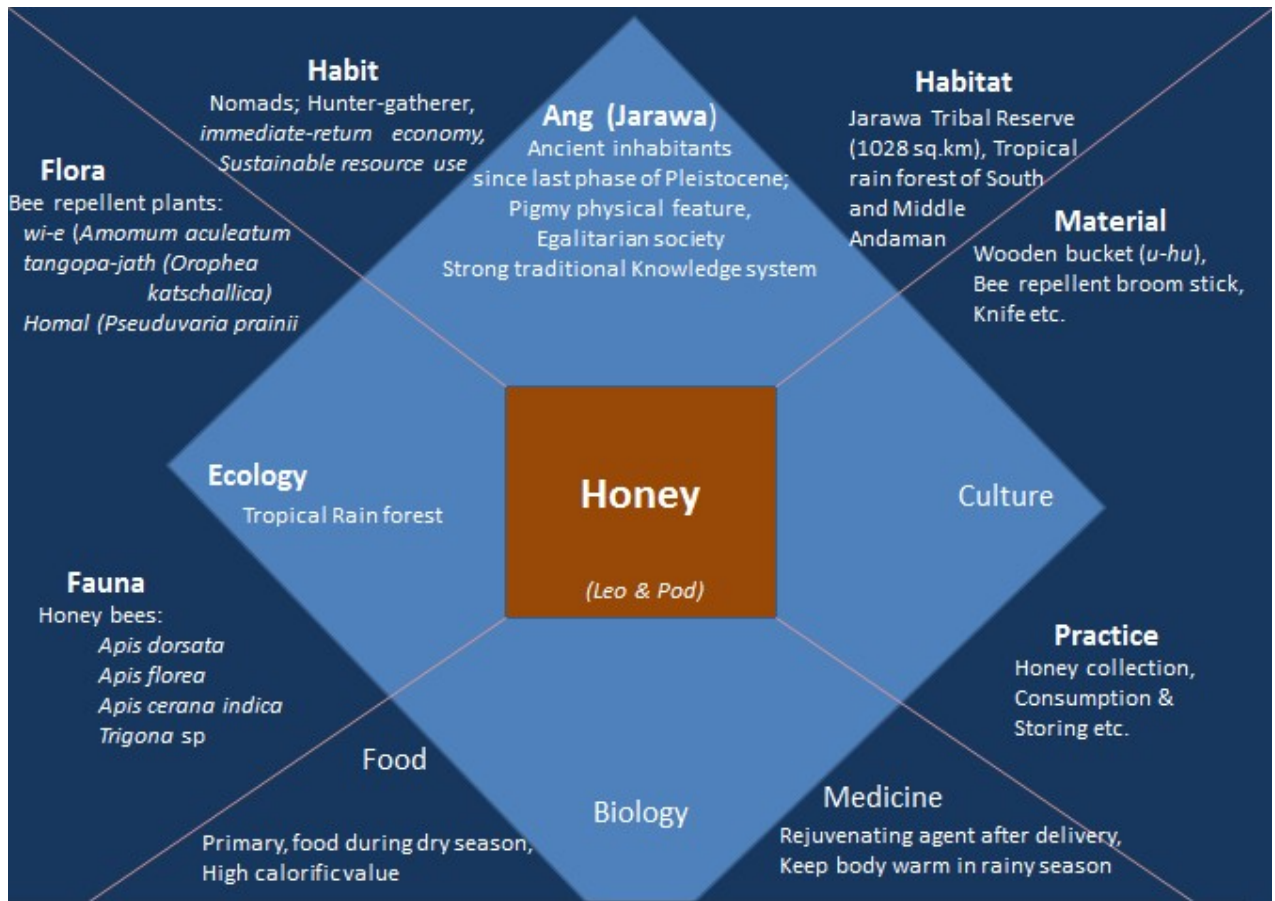 Habit
Nomads; Hunter-gatherer,
immediate-return economy,
Sustainable resource use
Ang (Jarawa)
Ancient inhabitants
since last phase of Pleistocene;
Pigmy physical feature,
Egalitarian society
Strong traditional Knowledge system
Habitat
Jarawa Tribal Reserve
(1028 sq.km), Tropical
rain forest of South
and Middle
Andaman
Flora
Bee repellent plants:
wi-e (Amomum aculeatum
tangopa-jath (Orophea
katschallica)
Homal (Pseuduvaria prainii
Material
Wooden bucket (u-hu),
Bee repellent broom stick,
Knife etc.
Ecology
Tropical Rain forest
Honey
(Leo & Pod)
Culture
Fauna
Honey bees:
Apis dorsata
Apis florea
Apis cerana indica
Trigona sp
Practice
Honey collection,
Consumption &
Storing etc.
Food
Primary, food during dry season,
High calorific value
Biology
Medicine
Rejuvenating agent after delivery,
Keep body warm in rainy season